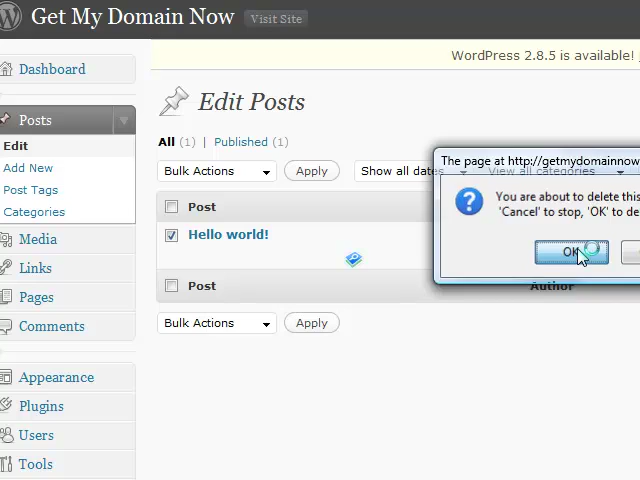 Get My Domain Now Visit Site
WordPress 2.8.5 is available!
Dashboard
Posts
Edit
Add New
Post Tags
Categories
Media
Links
Pages
Comments
Appearance
Plugins
Users
Tools
Edit Posts
All (1) | Published (1)
Bulk Actions Apply Show all dates View all categories
Post
Hello world!
Post Author
Bulk Actions Apply
The page at http://getmydomainnow
You are about to delete this
'Cancel' to stop, 'OK' to de
OK